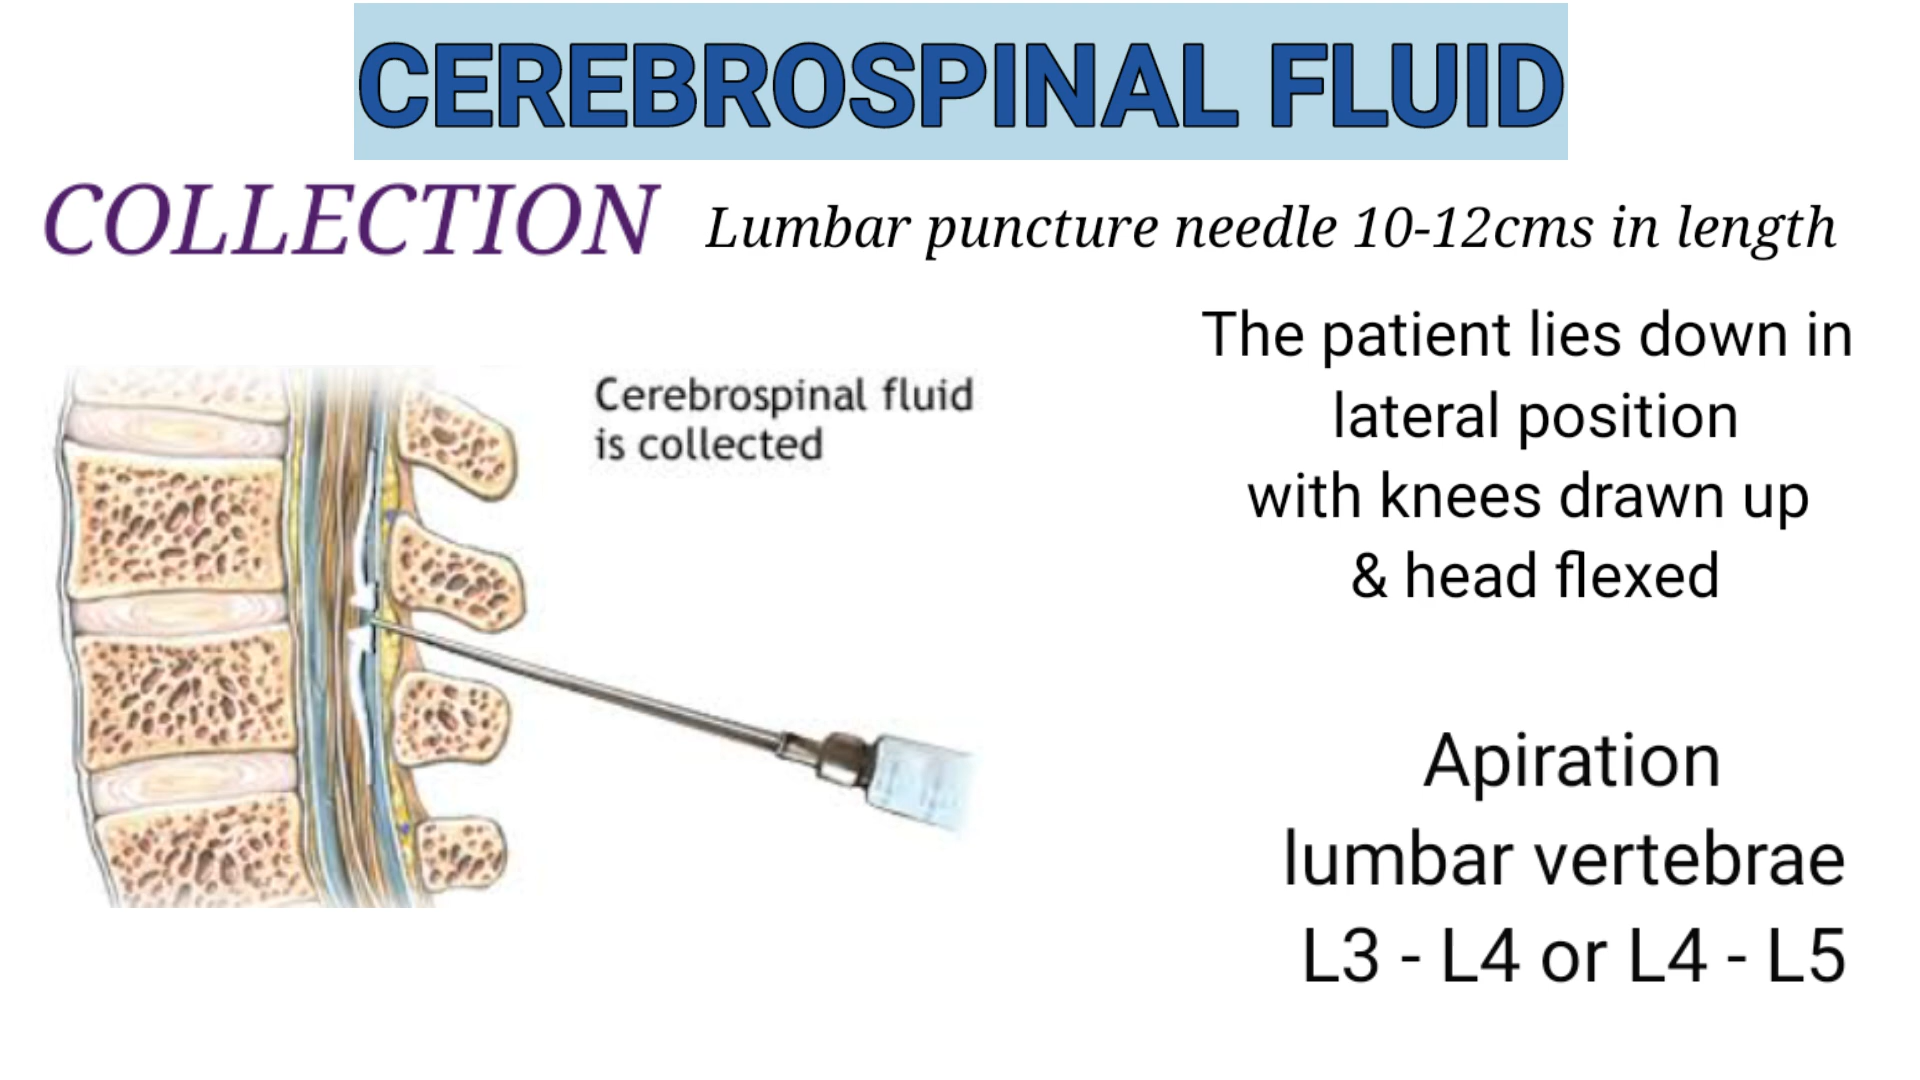 CEREBROSPINAL FLUID
COLLECTION
Lumbar puncture needle 10-12cms in length
Cerebrospinal fluid
is collected
The patient lies down in
lateral position
with knees drawn up
& head flexed
Apiration
lumbar vertebrae
L3 - L4 or L4 - L5